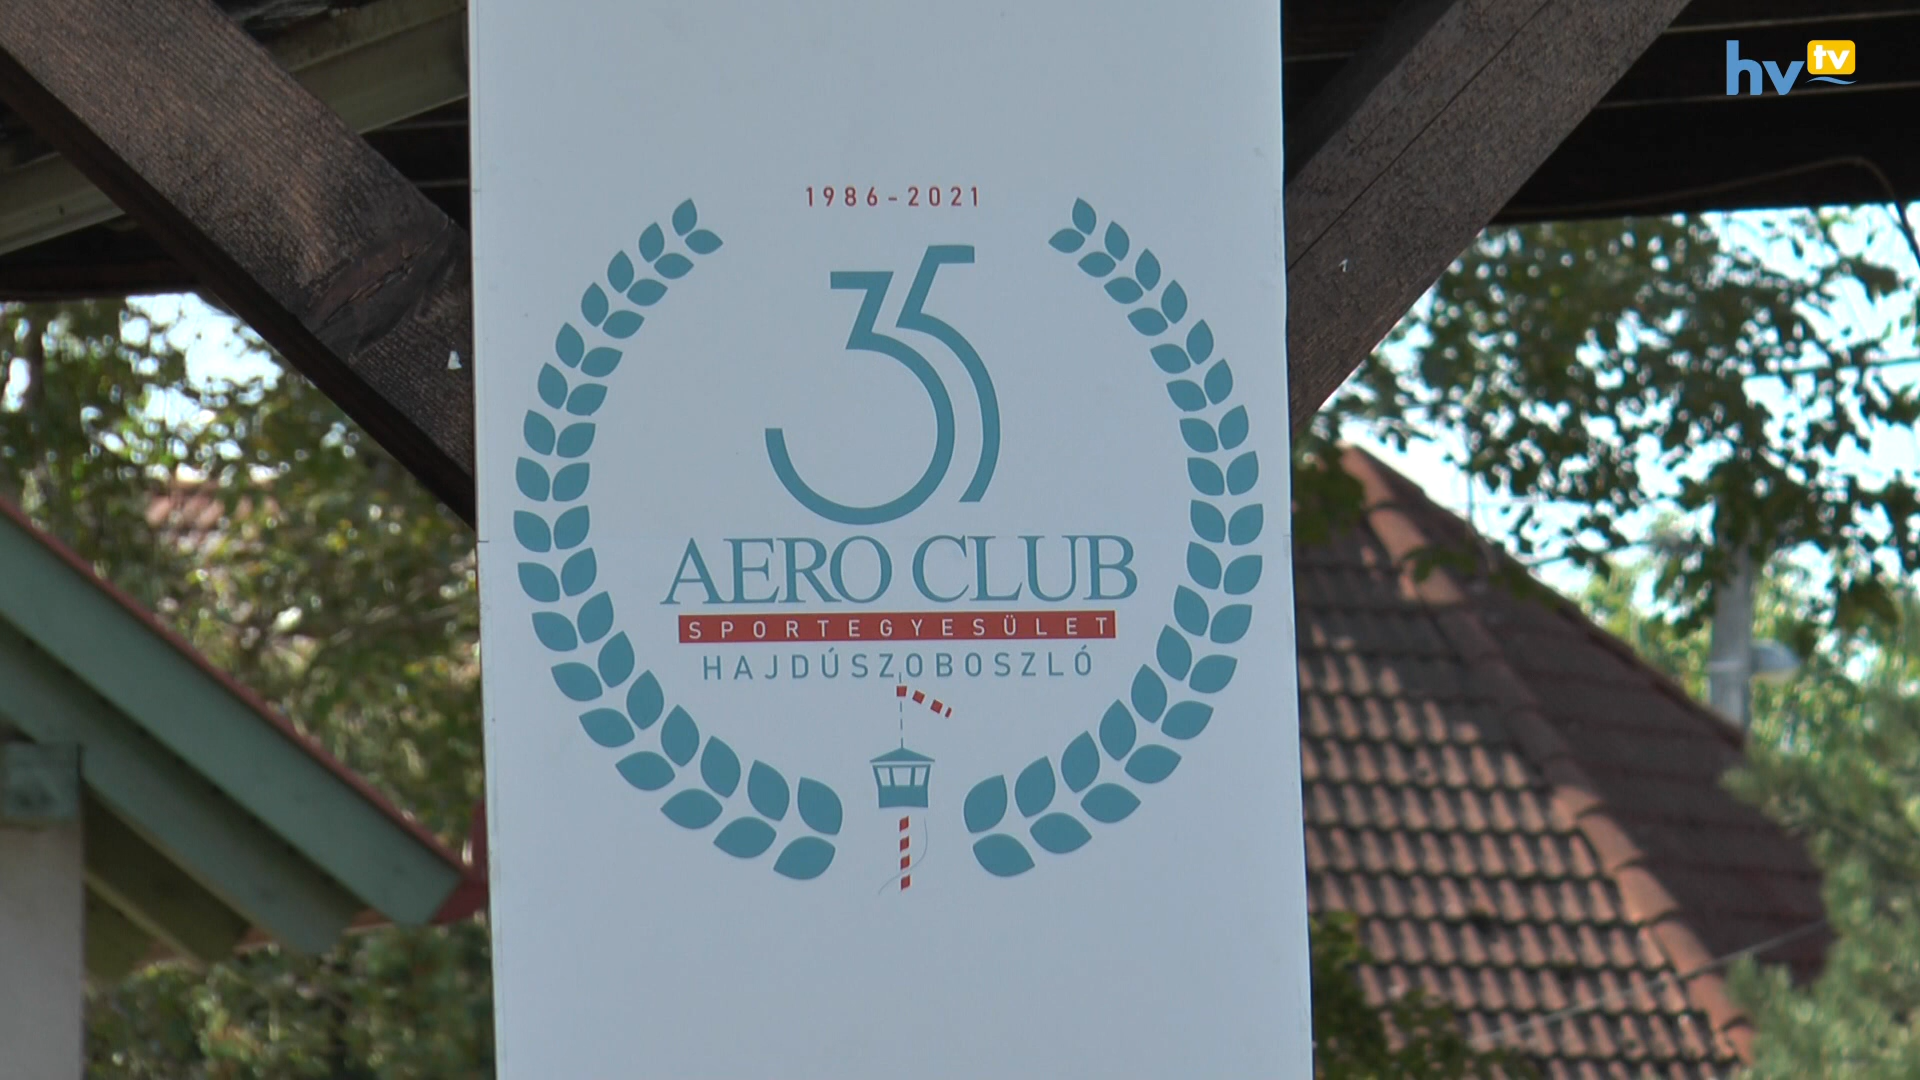 hv tv
1986-2021
35
AERO CLUB
SPORTEGYESÜLET
HAJDÚSZOBOSZLÓ